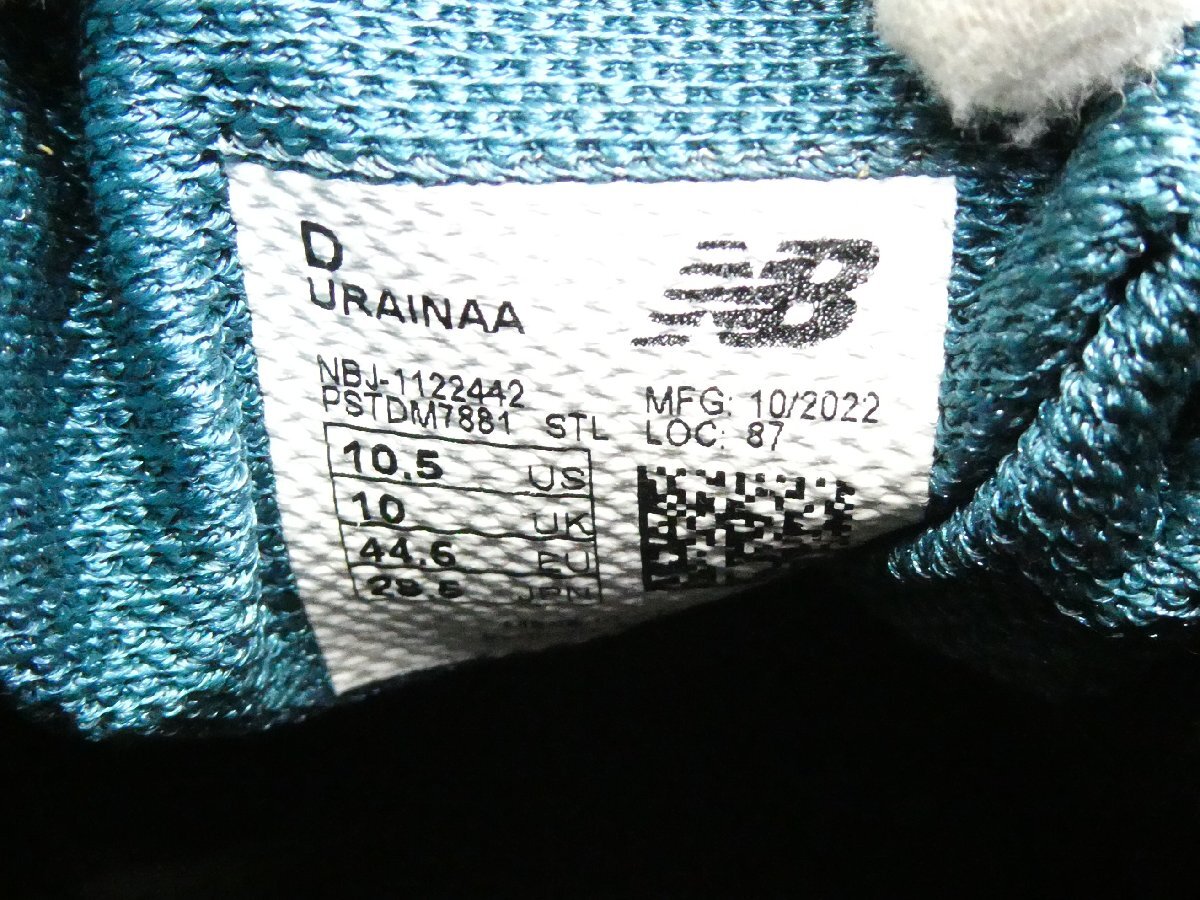 D
URAINAA
NB
NBJ-1122442
PSTDM7881 STL
MFG: 10/2022
LOC: 87
10.5 US
10 UK
44.5 EU
28.5 JPN